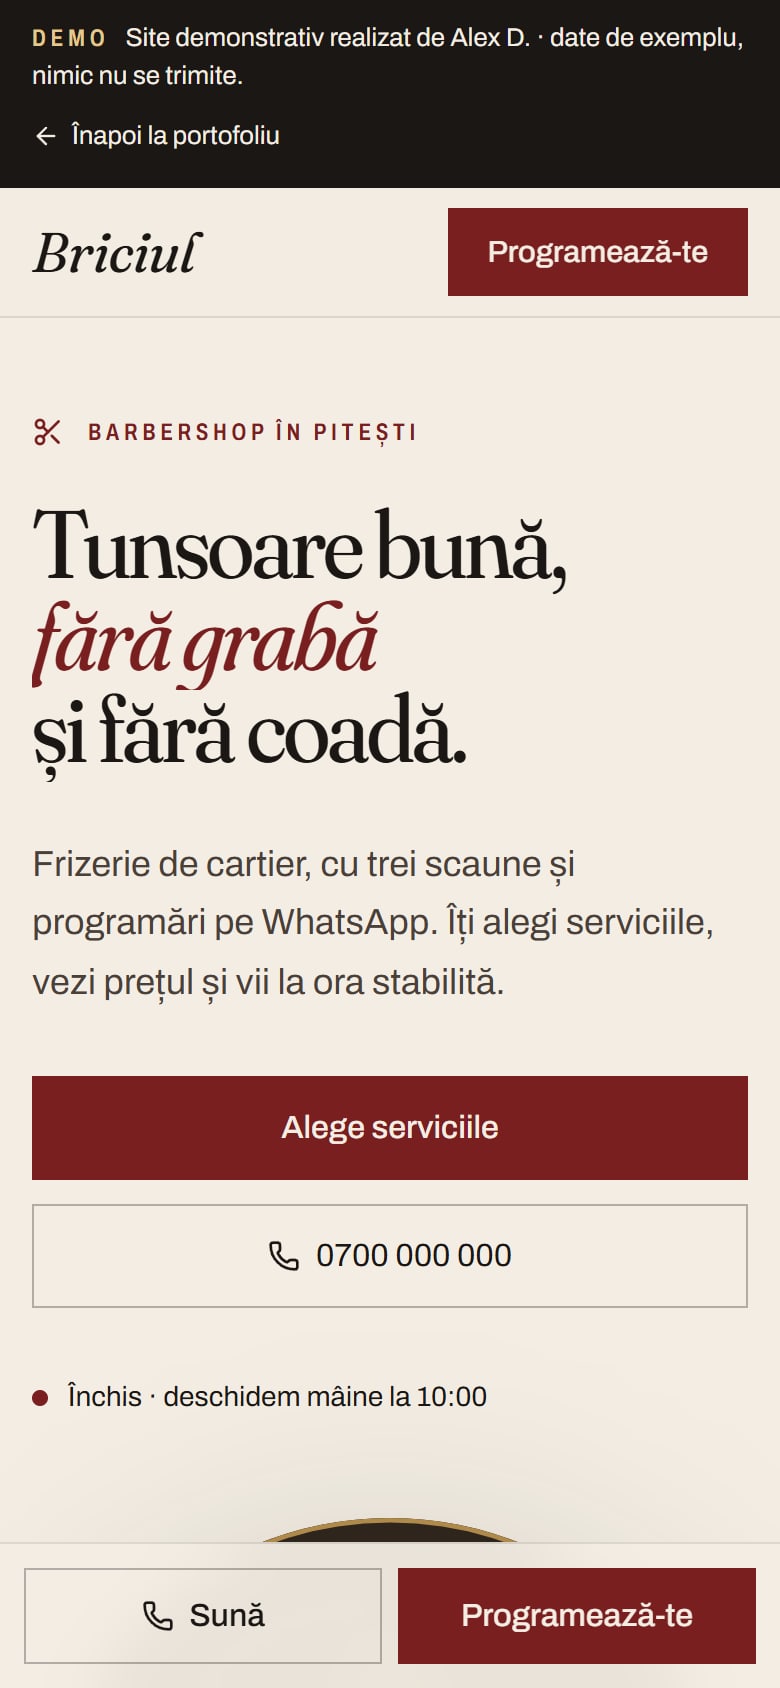 DEMO Site demonstrativ realizat de Alex D. · date de exemplu,
nimic nu se trimite.
← Înapoi la portofoliu
Briciul
Programează-te
BARBERSHOP ÎN PITEȘTI
Tunsoare bună,
fără grabă
și fără coadă.
Frizerie de cartier, cu trei scaune și
programări pe WhatsApp. Îți alegi serviciile,
vezi prețul și vii la ora stabilită.
Alege serviciile
0700 000 000
Închis · deschidem mâine la 10:00
Sună
Programează-te